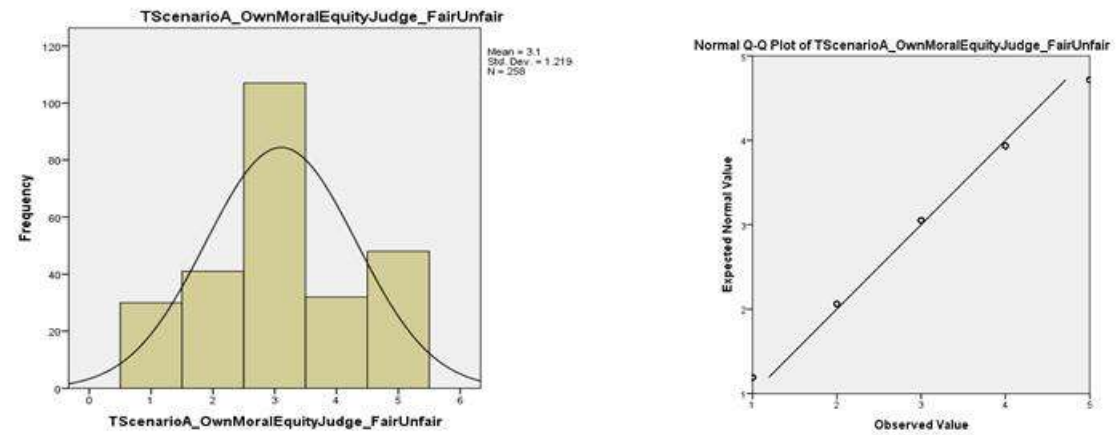 TScenarioA_OwnMoralEquityJudge_FairUnfair
Mean = 3.1
Std. Dev. = 1.219
N = 258
120
100
80
60
40
20
0
Frequency
0 1 2 3 4 5 6
TScenarioA_OwnMoralEquityJudge_FairUnfair
Normal Q-Q Plot of TScenarioA_OwnMoralEquityJudge_FairUnfair
5
4
3
2
1
Expected Normal Value
1 2 3 4 5
Observed Value